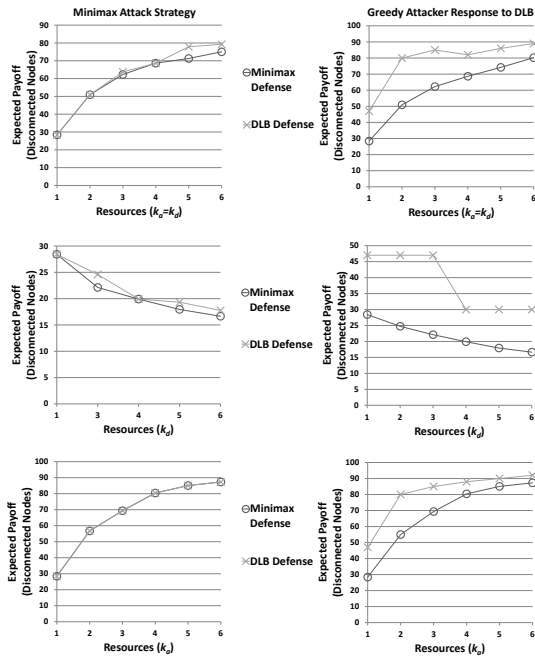 Minimax Attack Strategy
Expected Payoff
(Disconnected Nodes)
90
80
70
60
50
40
30
20
10
0
1 2 3 4 5 6
Resources (ka=kd)
Minimax
Defense
DLB Defense
Greedy Attacker Response to DLB
Expected Payoff
(Disconnected Nodes)
100
90
80
70
60
50
40
30
20
10
0
1 2 3 4 5 6
Resources (ka=kd)
Expected Payoff
(Disconnected Nodes)
30
25
20
15
10
5
0
1 3 4 5 6
Resources (kd)
Minimax
Defense
DLB Defense
Expected Payoff
(Disconnected Nodes)
50
45
40
35
30
25
20
15
10
5
0
1 2 3 4 5 6
Resources (kd)
Expected Payoff
(Disconnected Nodes)
100
90
80
70
60
50
40
30
20
10
0
1 2 3 4 5 6
Resources (ka)
Minimax
Defense
DLB Defense
Expected Payoff
(Disconnected Nodes)
100
90
80
70
60
50
40
30
20
10
0
1 2 3 4 5 6
Resources (ka)